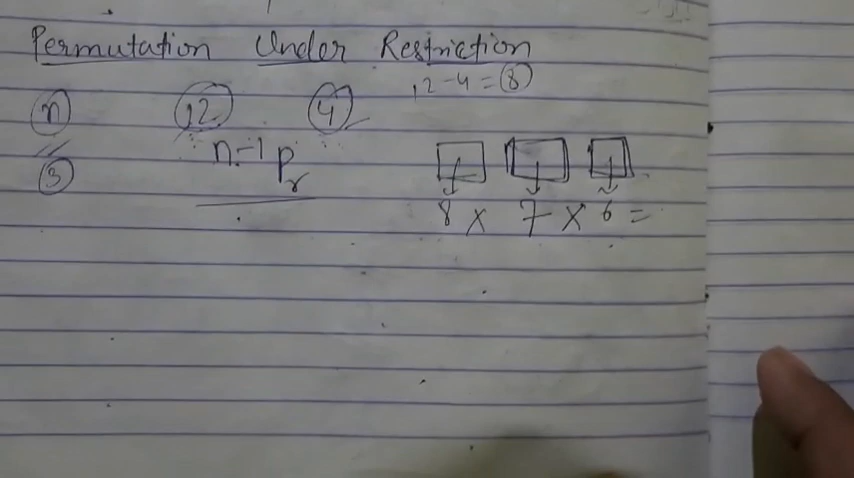 Permutation Under Restriction
12-4 = 8
n 12 4
n-1 P r
3
8 x 7 x 6 =